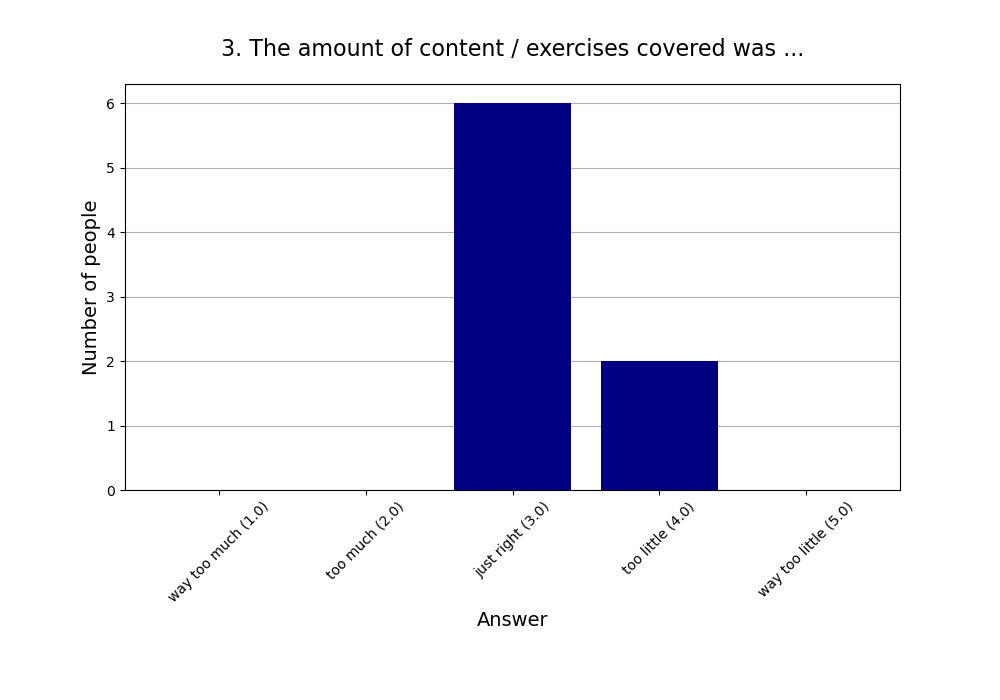 3. The amount of content / exercises covered was ...
Number of people
6
5
4
3
2
1
0
way too much (1.0)
too much (2.0)
just right (3.0)
too little (4.0)
way too little (5.0)
Answer